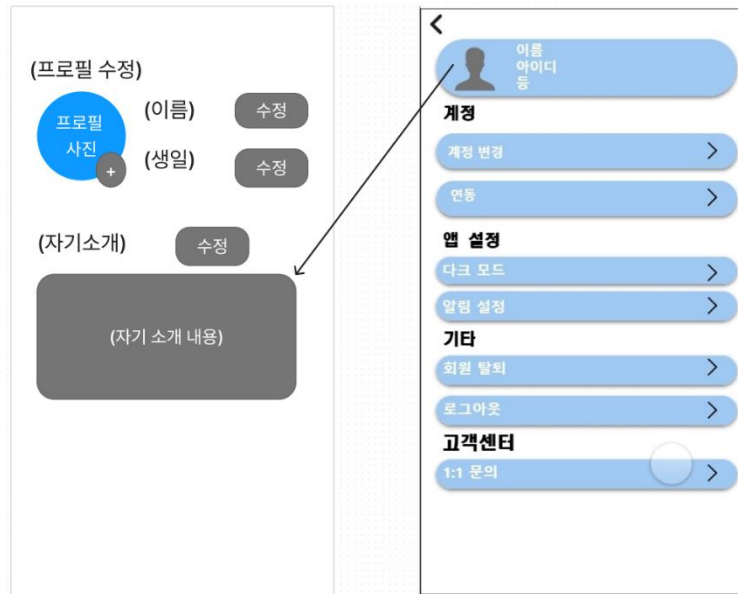 (프로필 수정)
프로필
사진
+
(이름)
수정
(생일)
수정
(자기소개)
수정
(자기 소개 내용)
이름
아이디
등
계정
계정 변경
연동
앱 설정
다크 모드
알림 설정
기타
회원 탈퇴
로그아웃
고객센터
1:1 문의